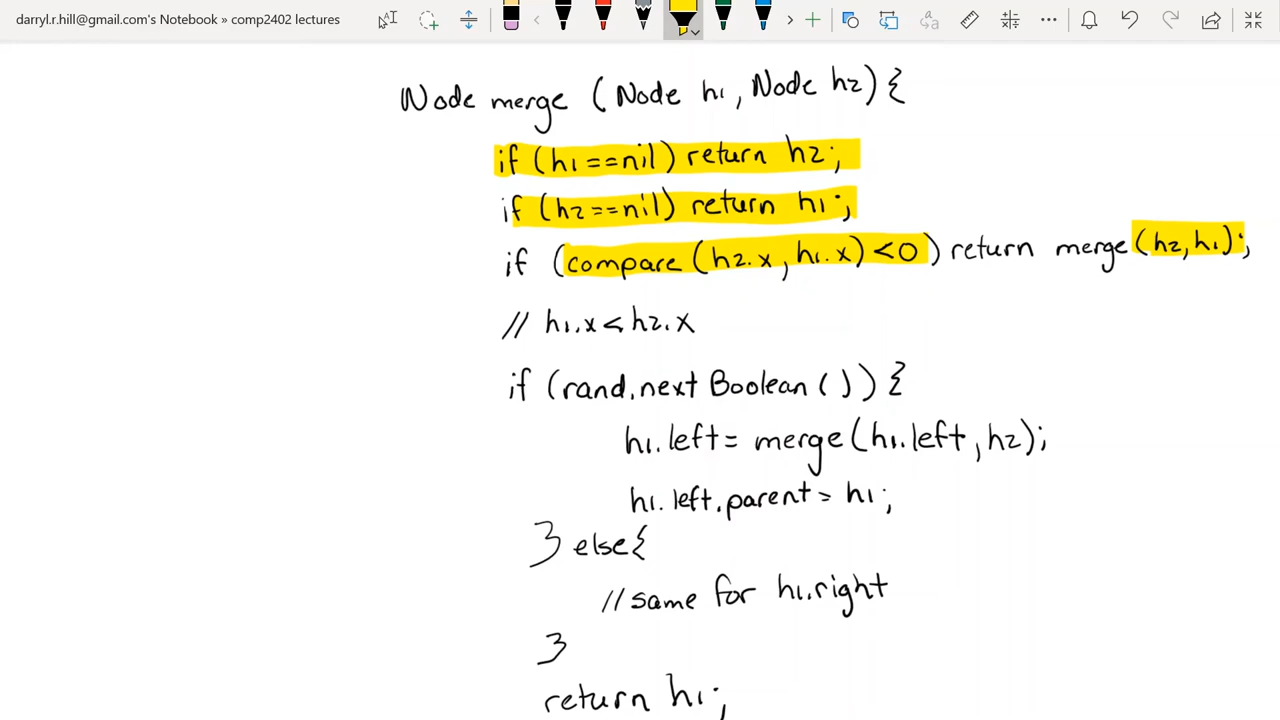 darryl.r.hill@gmail.com's Notebook » comp2402 lectures
Node merge (Node h1, Node h2){
if (h1==nil) return h2;
if (h2==nil) return h1;
if (compare(h2.x, h1.x)<0) return merge(h2,h1);
// h1.x<h2.x
if (rand.nextBoolean()){
h1.left= merge(h1.left, h2);
h1.left.parent= h1;
} else{
//same for h1.right
}
return h1;